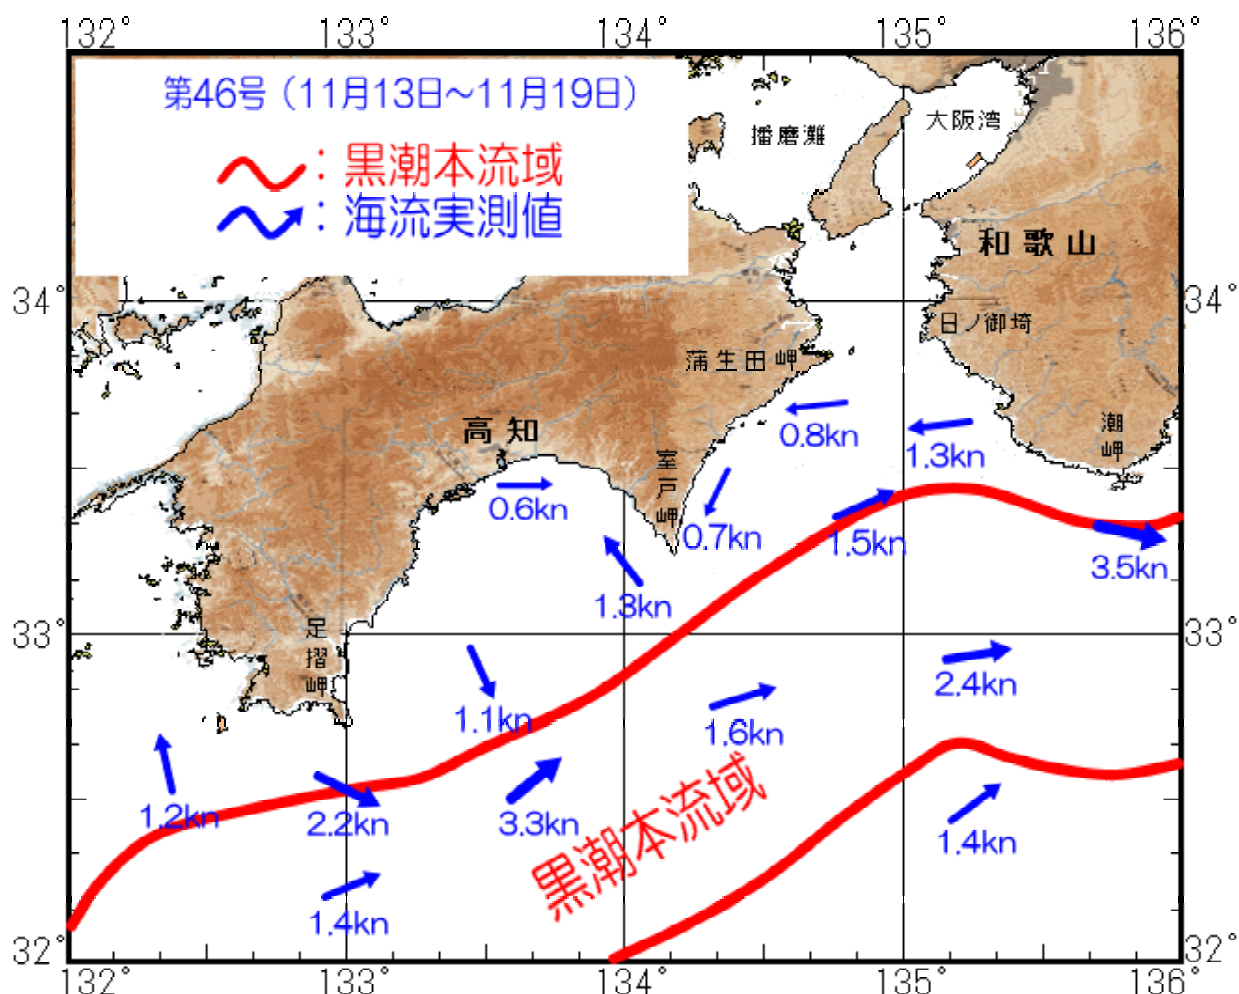 132° 133° 134° 135° 136°
第46号（11月13日～11月19日）
：黒潮本流域
：海流実測値
播磨灘
大阪湾
和歌山
34° 34°
日ノ御埼
蒲生田岬
潮岬
高知
室戸岬
0.8kn
1.3kn
0.6kn
0.7kn
1.5kn
3.5kn
1.3kn
33° 33°
足摺岬
2.4kn
1.1kn
1.6kn
1.2kn
2.2kn
3.3kn
1.4kn
黒潮本流域
1.4kn
32° 32°
132° 133° 134° 135° 136°